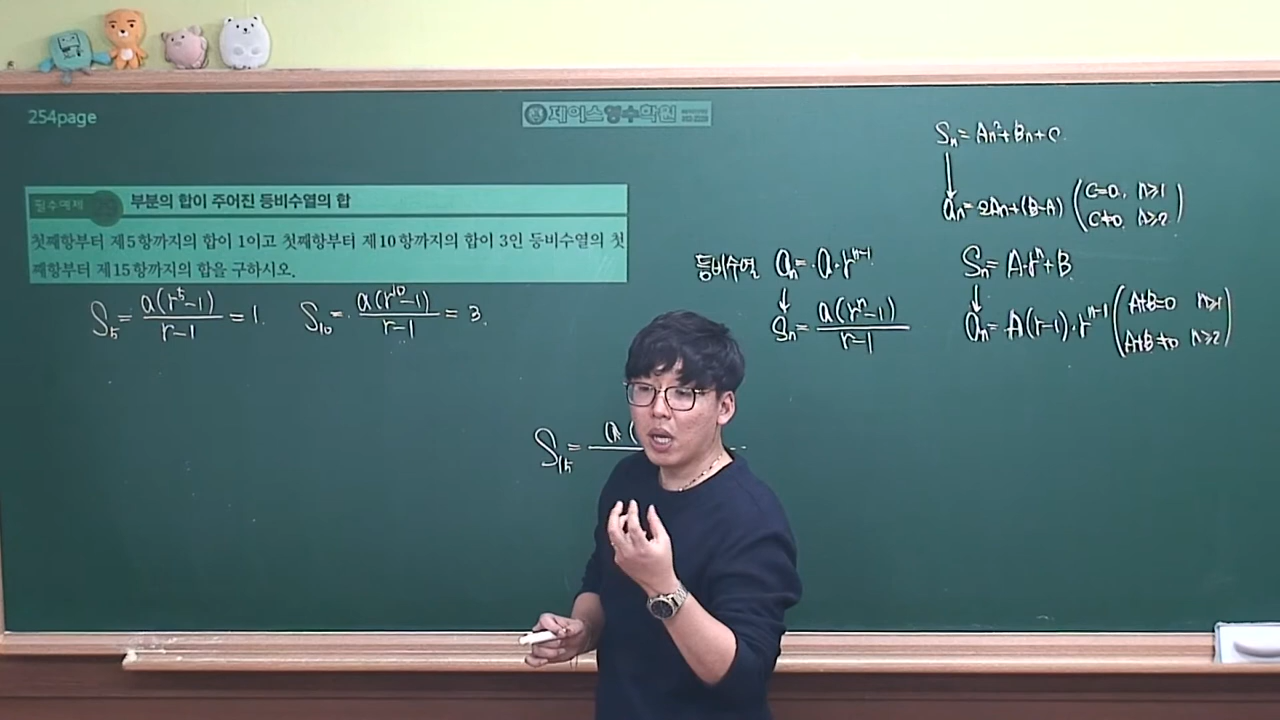 254page
제이스영수학원
필수예제
부분의 합이 주어진 등비수열의 합
첫째항부터 제5항까지의 합이 1이고 첫째항부터 제10항까지의 합이 3인 등비수열의 첫
째항부터 제15항까지의 합을 구하시오.
S₅ = a(r⁵-1)/(r-1) = 1.
S₁₀ = a(r¹⁰-1)/(r-1) = 3.
S₁₅ = a(
Sₙ = An²+Bn+C
↓
aₙ = 2An+(B-A) (C=0, n≥1
C≠0, n≥2)
등비수열 aₙ = a·rⁿ⁻¹
↓
Sₙ = a(rⁿ-1)/(r-1)
Sₙ = A·rⁿ+B
↓
aₙ = A(r-1)·rⁿ⁻¹ (A+B=0 n≥1
A+B≠0 n≥2)